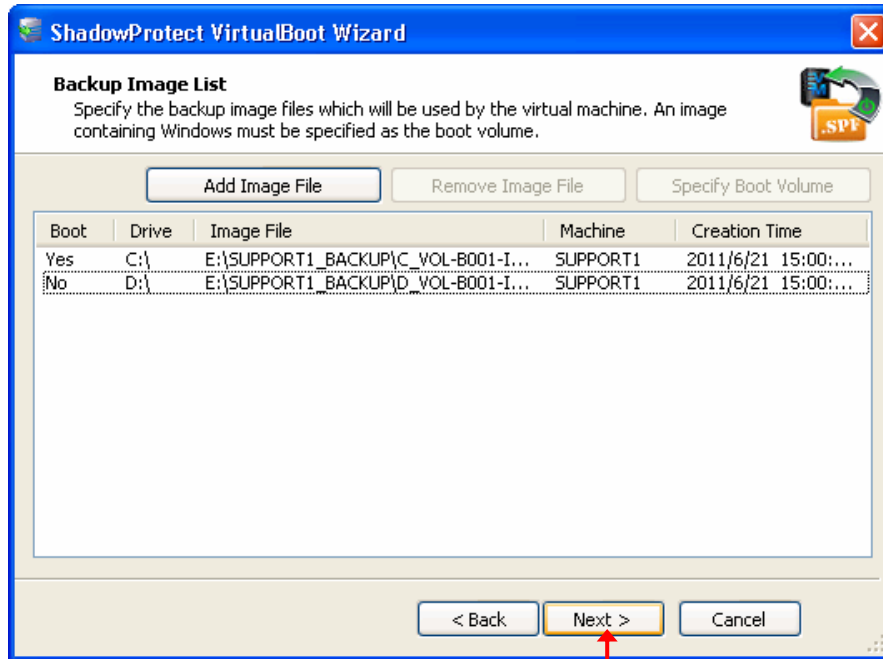 ShadowProtect VirtualBoot Wizard
Backup Image List
Specify the backup image files which will be used by the virtual machine. An image
containing Windows must be specified as the boot volume.
.SPF
Add Image File Remove Image File Specify Boot Volume
Boot Drive Image File Machine Creation Time
Yes C:\ E:\SUPPORT1_BACKUP\C_VOL-B001-I... SUPPORT1 2011/6/21 15:00:...
No D:\ E:\SUPPORT1_BACKUP\D_VOL-B001-I... SUPPORT1 2011/6/21 15:00:...
< Back Next > Cancel